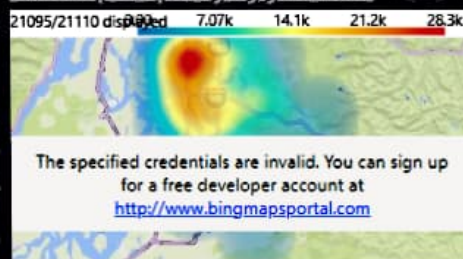 21095/21110 displayed 7.07k 14.1k 21.2k 28.3k
The specified credentials are invalid. You can sign up
for a free developer account at
http://www.bingmapsportal.com